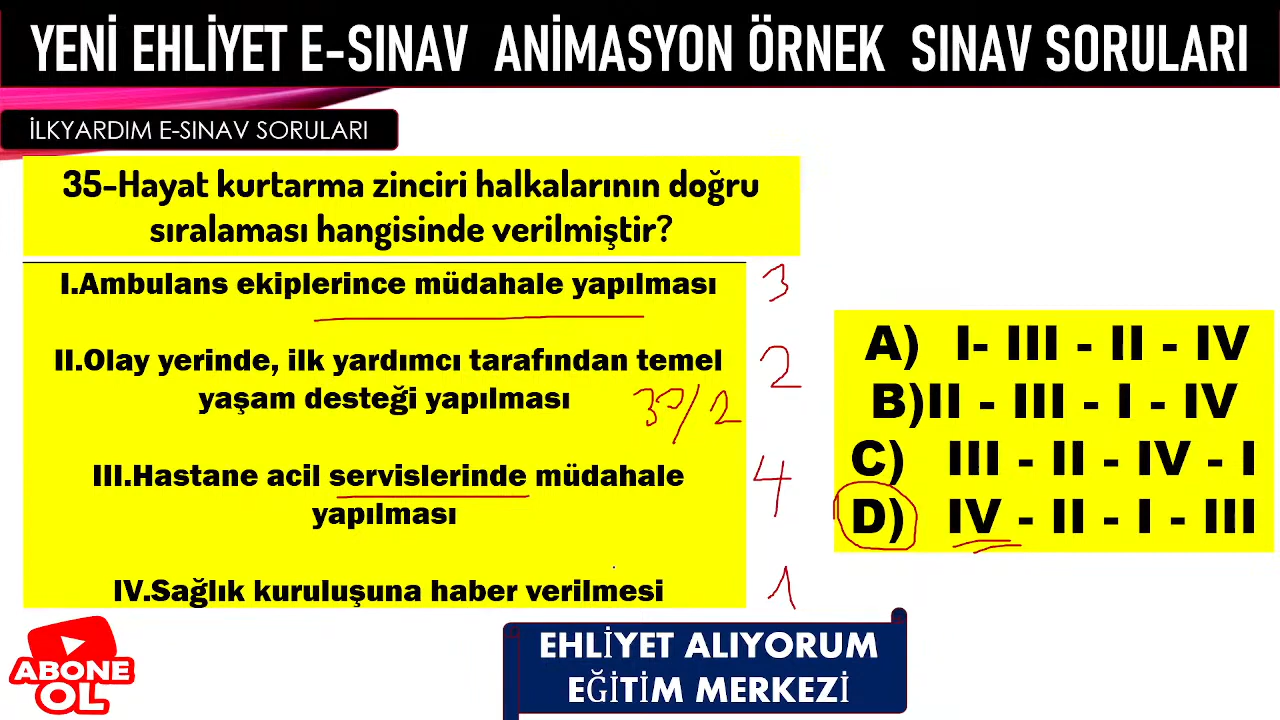 YENİ EHLİYET E-SINAV ANİMASYON ÖRNEK SINAV SORULARI
İLKYARDIM E-SINAV SORULARI
35-Hayat kurtarma zinciri halkalarının doğru
sıralaması hangisinde verilmiştir?
I.Ambulans ekiplerince müdahale yapılması
3
II.Olay yerinde, ilk yardımcı tarafından temel
yaşam desteği yapılması
2
30/2
III.Hastane acil servislerinde müdahale
yapılması
4
IV.Sağlık kuruluşuna haber verilmesi
1
A) I- III - II - IV
B)II - III - I - IV
C) III - II - IV - I
D) IV - II - I - III
ABONE
OL
EHLİYET ALIYORUM
EĞİTİM MERKEZİ